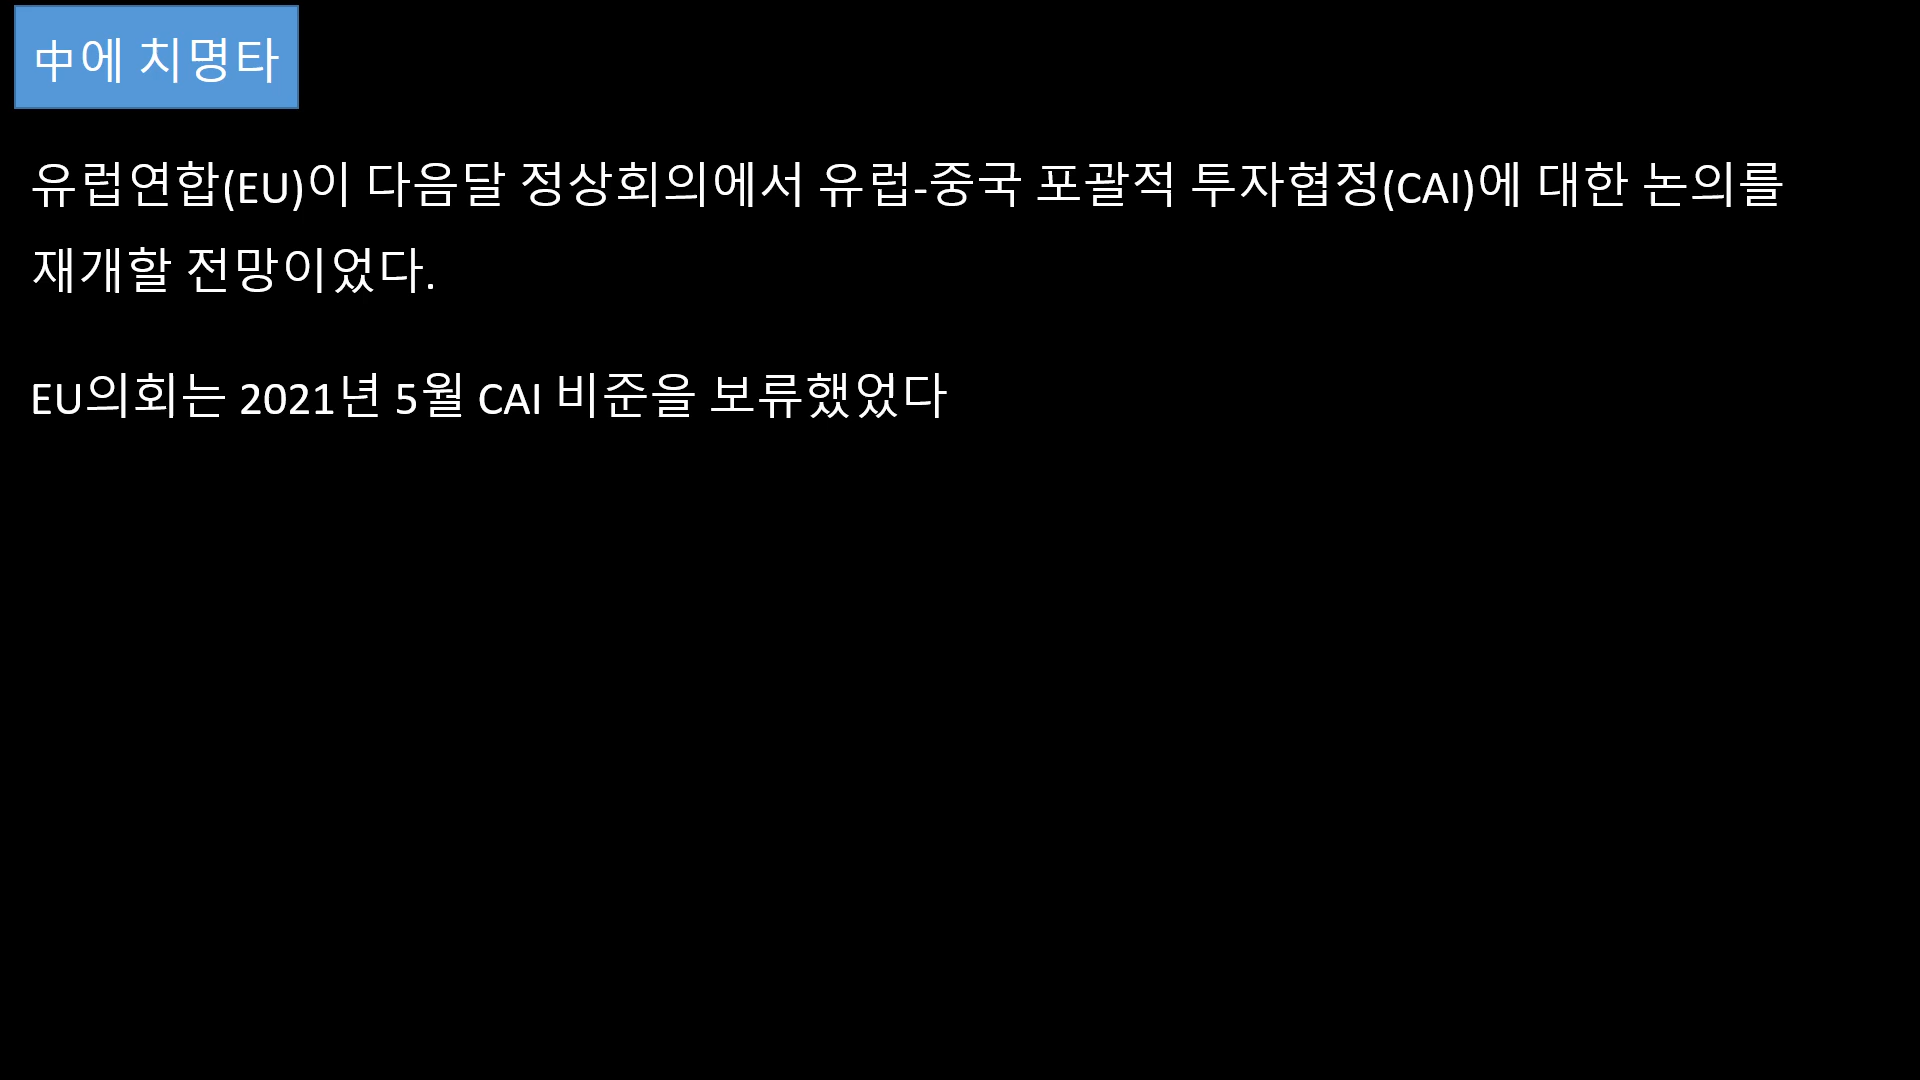 中에 치명타
유럽연합(EU)이 다음달 정상회의에서 유럽-중국 포괄적 투자협정(CAI)에 대한 논의를
재개할 전망이었다.
EU의회는 2021년 5월 CAI 비준을 보류했었다